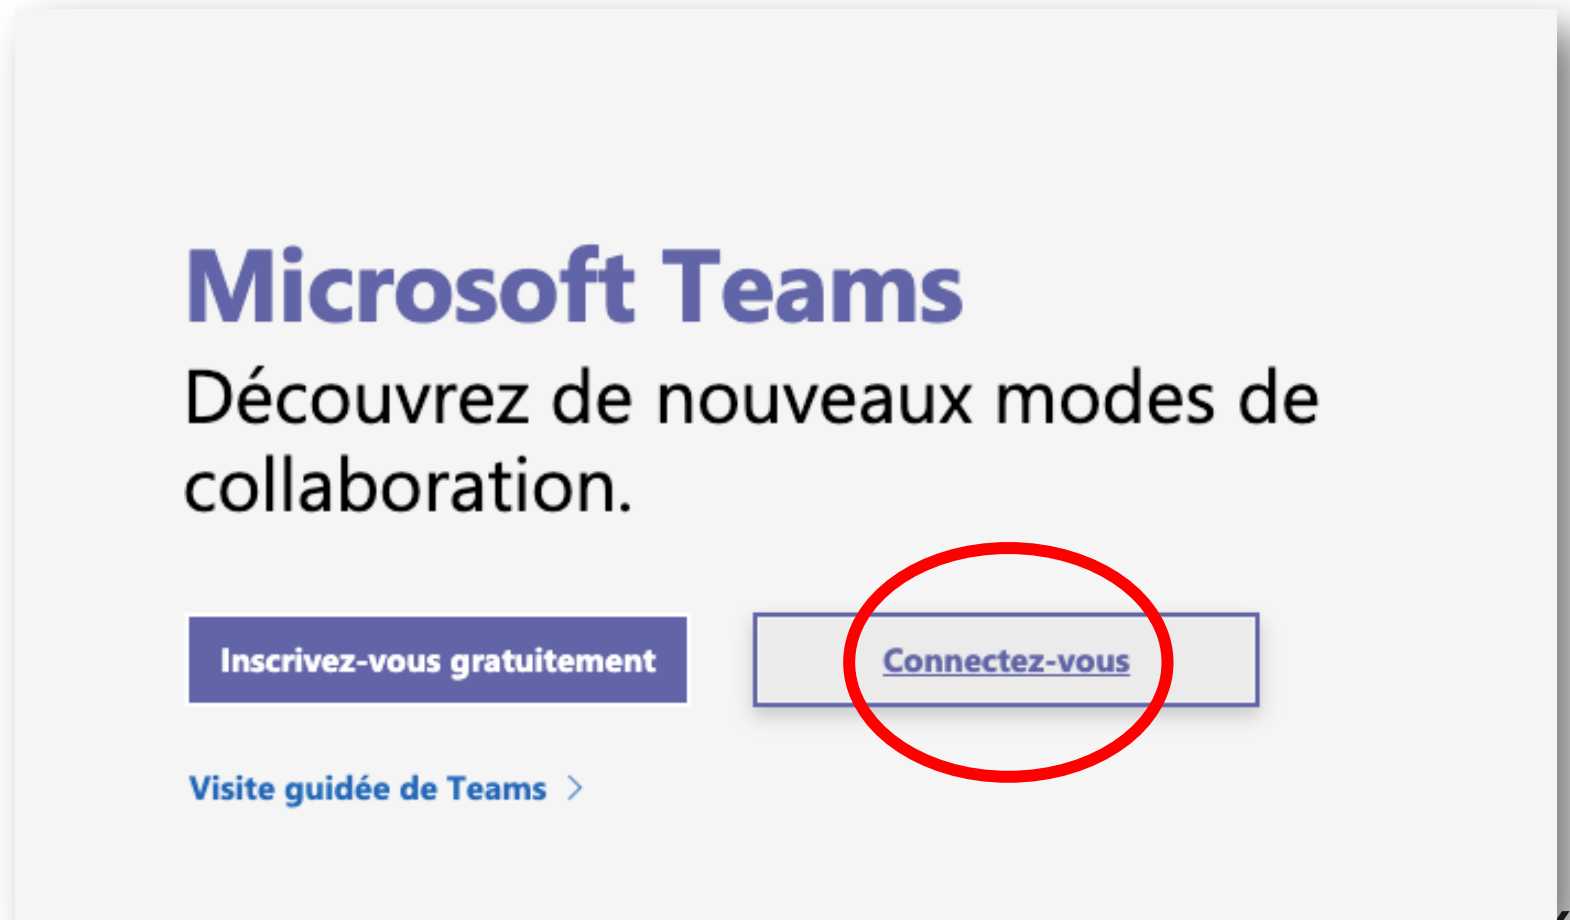 Microsoft Teams
Découvrez de nouveaux modes de
collaboration.
Inscrivez-vous gratuitement
Connectez-vous
Visite guidée de Teams >